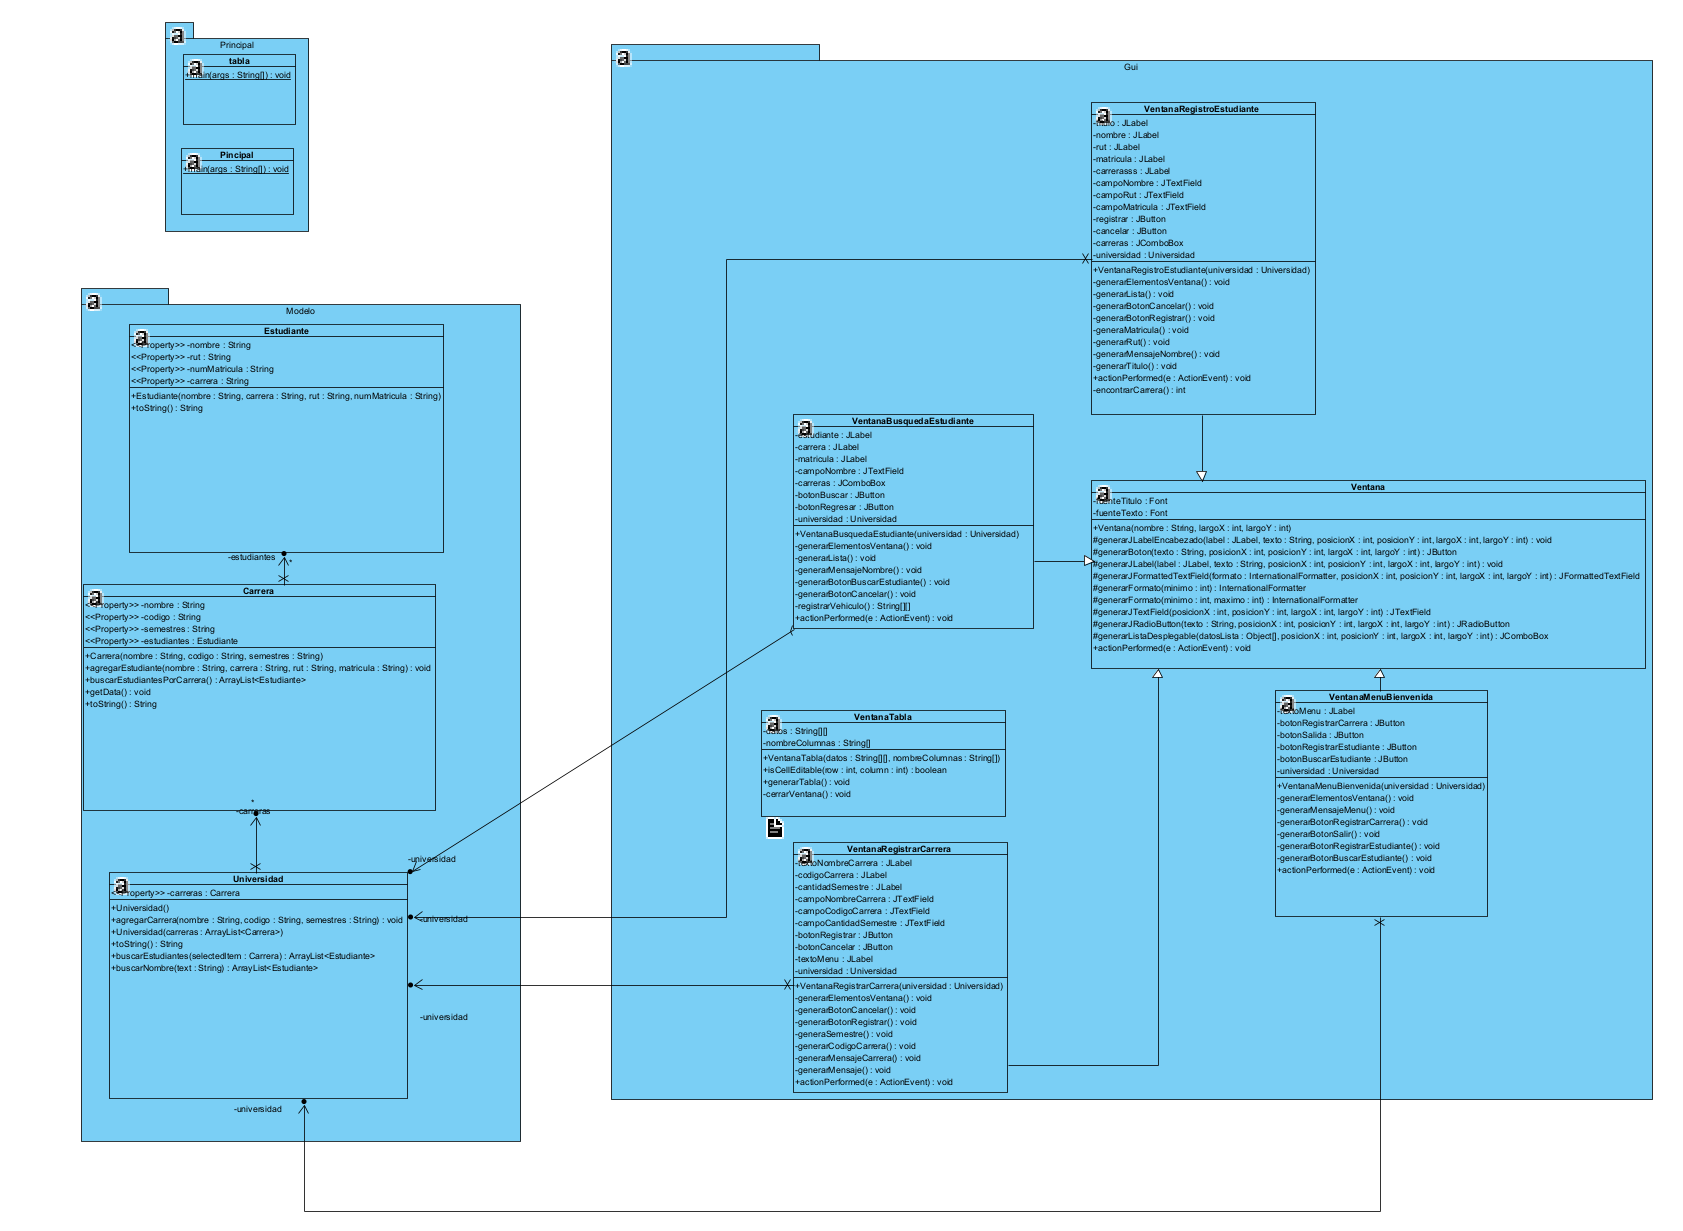 Principal
tabla
+main(args : String[]) : void
Pincipal
+main(args : String[]) : void
Modelo
Estudiante
<<Property>> -nombre : String
<<Property>> -rut : String
<<Property>> -numMatricula : String
<<Property>> -carrera : String
+Estudiante(nombre : String, carrera : String, rut : String, numMatricula : String)
+toString() : String
-estudiantes
*
Carrera
<<Property>> -nombre : String
<<Property>> -codigo : String
<<Property>> -semestres : String
<<Property>> -estudiantes : Estudiante
+Carrera(nombre : String, codigo : String, semestres : String)
+agregarEstudiante(nombre : String, carrera : String, rut : String, matricula : String) : void
+buscarEstudiantesPorCarrera() : ArrayList<Estudiante>
+getData() : void
+toString() : String
*
-carreras
Universidad
<<Property>> -carreras : Carrera
+Universidad()
+agregarCarrera(nombre : String, codigo : String, semestres : String) : void
+Universidad(carreras : ArrayList<Carrera>)
+toString() : String
+buscarEstudiantes(selectedItem : Carrera) : ArrayList<Estudiante>
+buscarNombre(text : String) : ArrayList<Estudiante>
-universidad
-universidad
-universidad
-universidad
Gui
VentanaRegistroEstudiante
-titulo : JLabel
-nombre : JLabel
-rut : JLabel
-matricula : JLabel
-carrerasss : JLabel
-campoNombre : JTextField
-campoRut : JTextField
-campoMatricula : JTextField
-registrar : JButton
-cancelar : JButton
-carreras : JComboBox
-universidad : Universidad
+VentanaRegistroEstudiante(universidad : Universidad)
-generarElementosVentana() : void
-generarLista() : void
-generarBotonCancelar() : void
-generarBotonRegistrar() : void
-generaMatricula() : void
-generarRut() : void
-generarMensajeNombre() : void
-generarTitulo() : void
+actionPerformed(e : ActionEvent) : void
-encontrarCarrera() : int
VentanaBusquedaEstudiante
-estudiante : JLabel
-carrera : JLabel
-matricula : JLabel
-campoNombre : JTextField
-carreras : JComboBox
-botonBuscar : JButton
-botonRegresar : JButton
-universidad : Universidad
+VentanaBusquedaEstudiante(universidad : Universidad)
-generarElementosVentana() : void
-generarLista() : void
-generarMensajeNombre() : void
-generarBotonBuscarEstudiante() : void
-generarBotonCancelar() : void
-registrarVehiculo() : String[][]
+actionPerformed(e : ActionEvent) : void
Ventana
-fuenteTitulo : Font
-fuenteTexto : Font
+Ventana(nombre : String, largoX : int, largoY : int)
#generarJLabelEncabezado(label : JLabel, texto : String, posicionX : int, posicionY : int, largoX : int, largoY : int) : void
#generarBoton(texto : String, posicionX : int, posicionY : int, largoX : int, largoY : int) : JButton
#generarJLabel(label : JLabel, texto : String, posicionX : int, posicionY : int, largoX : int, largoY : int) : void
#generarJFormattedTextField(formato : InternationalFormatter, posicionX : int, posicionY : int, largoX : int, largoY : int) : JFormattedTextField
#generarFormato(minimo : int) : InternationalFormatter
#generarFormato(minimo : int, maximo : int) : InternationalFormatter
#generarJTextField(posicionX : int, posicionY : int, largoX : int, largoY : int) : JTextField
#generarJRadioButton(texto : String, posicionX : int, posicionY : int, largoX : int, largoY : int) : JRadioButton
#generarListaDesplegable(datosLista : Object[], posicionX : int, posicionY : int, largoX : int, largoY : int) : JComboBox
+actionPerformed(e : ActionEvent) : void
VentanaTabla
-datos : String[][]
-nombreColumnas : String[]
+VentanaTabla(datos : String[][], nombreColumnas : String[])
+isCellEditable(row : int, column : int) : boolean
+generarTabla() : void
-cerrarVentana() : void
VentanaMenuBienvenida
-textoMenu : JLabel
-botonRegistrarCarrera : JButton
-botonSalida : JButton
-botonRegistrarEstudiante : JButton
-botonBuscarEstudiante : JButton
-universidad : Universidad
+VentanaMenuBienvenida(universidad : Universidad)
-generarElementosVentana() : void
-generarMensajeMenu() : void
-generarBotonRegistrarCarrera() : void
-generarBotonSalir() : void
-generarBotonRegistrarEstudiante() : void
-generarBotonBuscarEstudiante() : void
+actionPerformed(e : ActionEvent) : void
VentanaRegistrarCarrera
-textoNombreCarrera : JLabel
-codigoCarrera : JLabel
-cantidadSemestre : JLabel
-campoNombreCarrera : JTextField
-campoCodigoCarrera : JTextField
-campoCantidadSemestre : JTextField
-botonRegistrar : JButton
-botonCancelar : JButton
-textoMenu : JLabel
-universidad : Universidad
+VentanaRegistrarCarrera(universidad : Universidad)
-generarElementosVentana() : void
-generarBotonCancelar() : void
-generarBotonRegistrar() : void
-generaSemestre() : void
-generarCodigoCarrera() : void
-generarMensajeCarrera() : void
-generarMensaje() : void
+actionPerformed(e : ActionEvent) : void